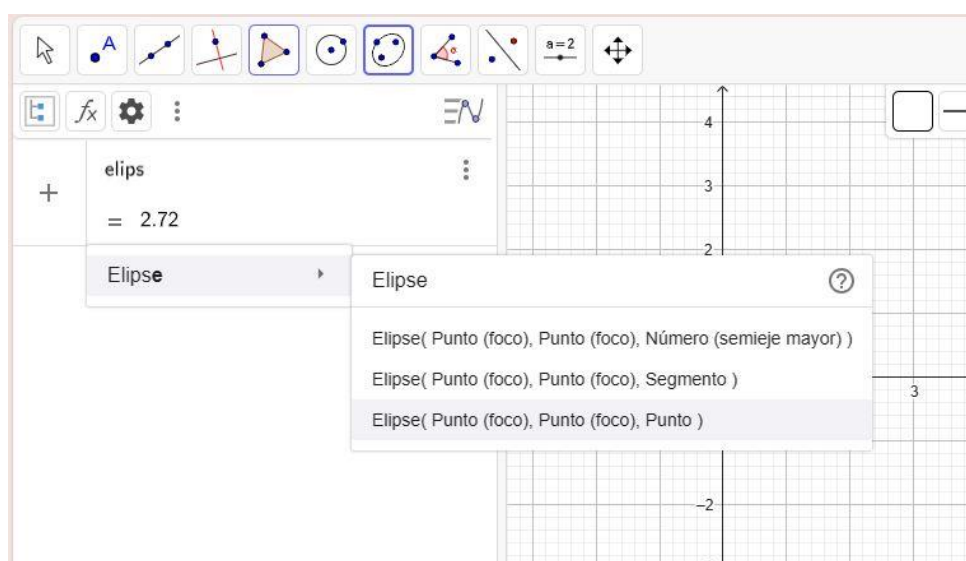 A
a=2
fx
4
elips
3
= 2.72
2
Elipse
Elipse
Elipse( Punto (foco), Punto (foco), Número (semieje mayor) )
Elipse( Punto (foco), Punto (foco), Segmento )
3
Elipse( Punto (foco), Punto (foco), Punto )
–2